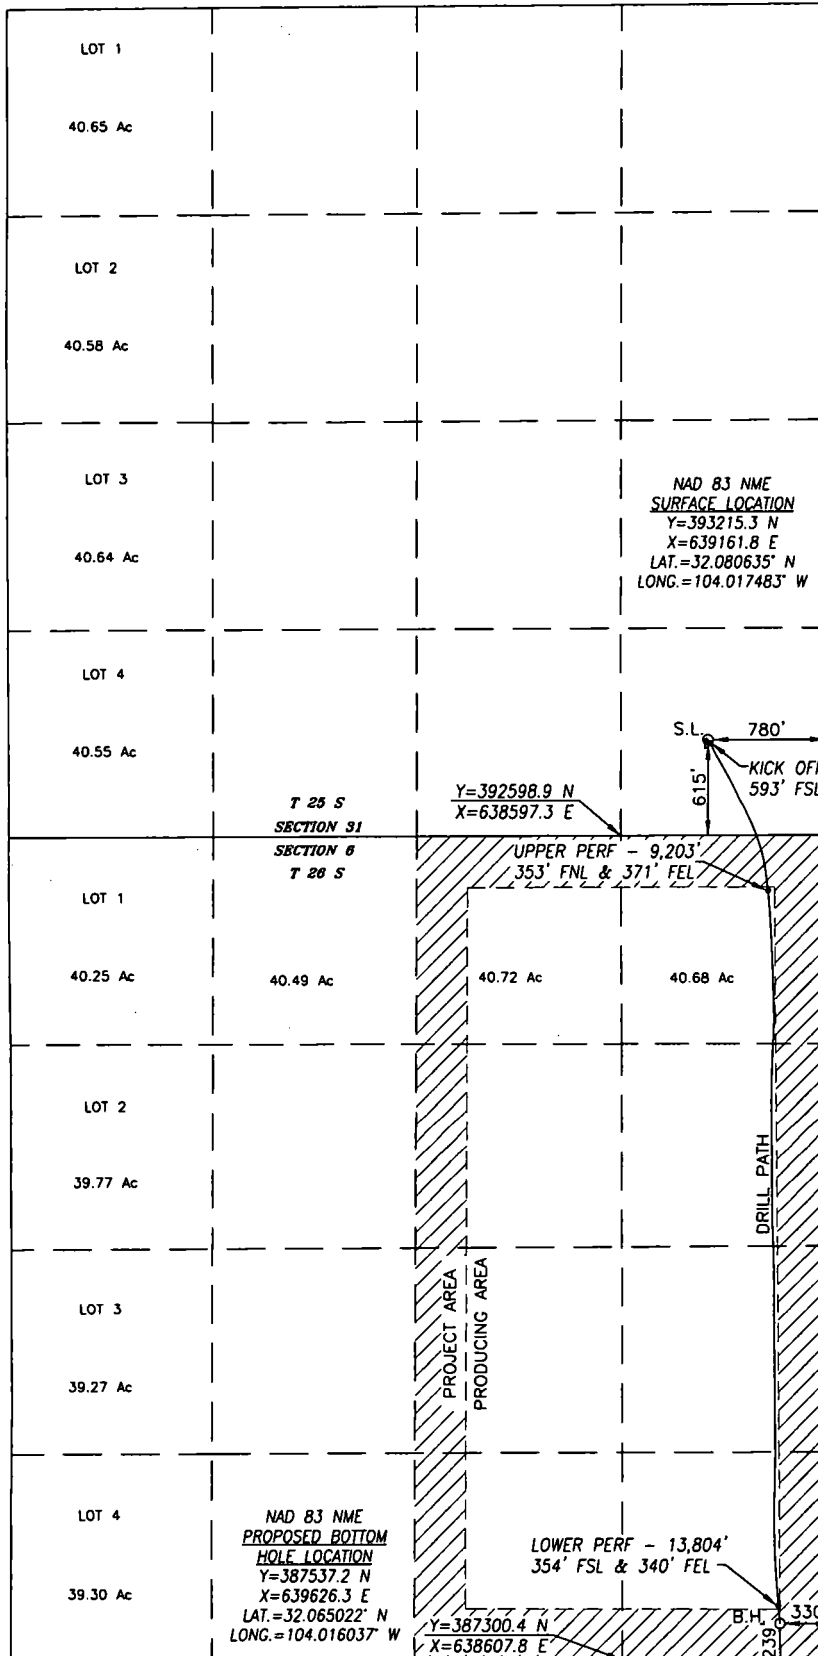 LOT 1
40.65 Ac
LOT 2
40.58 Ac
LOT 3
40.64 Ac
NAD 83 NME
SURFACE LOCATION
Y=393215.3 N
X=639161.8 E
LAT.=32.080635° N
LONG.=104.017483° W
LOT 4
40.55 Ac
S.L.
780'
615'
KICK OFF
593' FSL
Y=392598.9 N
X=638597.3 E
T 25 S
SECTION 31
SECTION 6
T 26 S
UPPER PERF - 9,203'
353' FNL & 371' FEL
LOT 1
40.25 Ac
40.49 Ac
40.72 Ac
40.68 Ac
LOT 2
39.77 Ac
DRILL PATH
LOT 3
39.27 Ac
PROJECT AREA
PRODUCING AREA
LOT 4
39.30 Ac
NAD 83 NME
PROPOSED BOTTOM
HOLE LOCATION
Y=387537.2 N
X=639626.3 E
LAT.=32.065022° N
LONG.=104.016037° W
LOWER PERF - 13,804'
354' FSL & 340' FEL
B.H.
330
239
Y=387300.4 N
X=638607.8 E